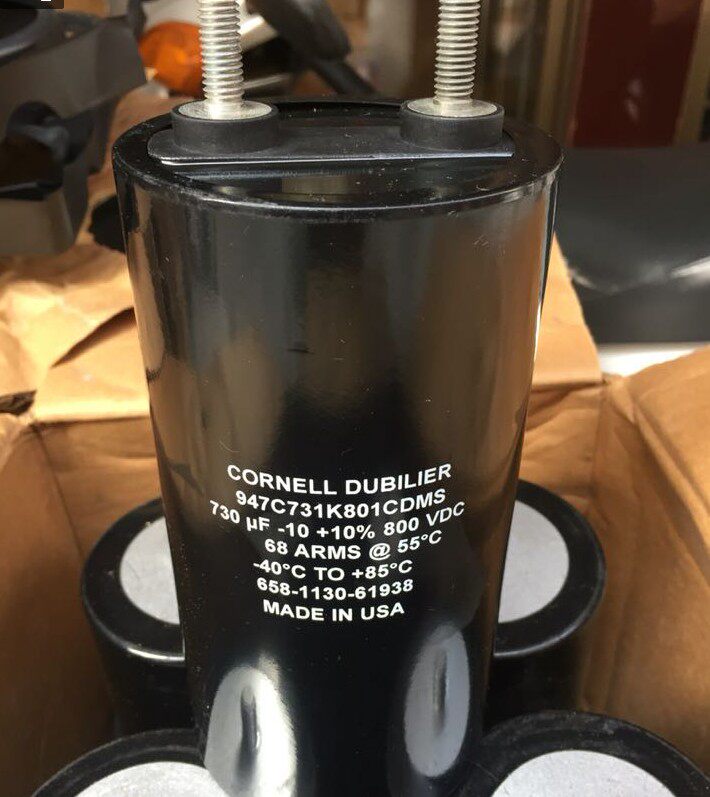 CORNELL DUBILIER
947C731K801CDMS
730 µF -10 +10% 800 VDC
68 ARMS @ 55°C
-40°C TO +85°C
658-1130-61938
MADE IN USA